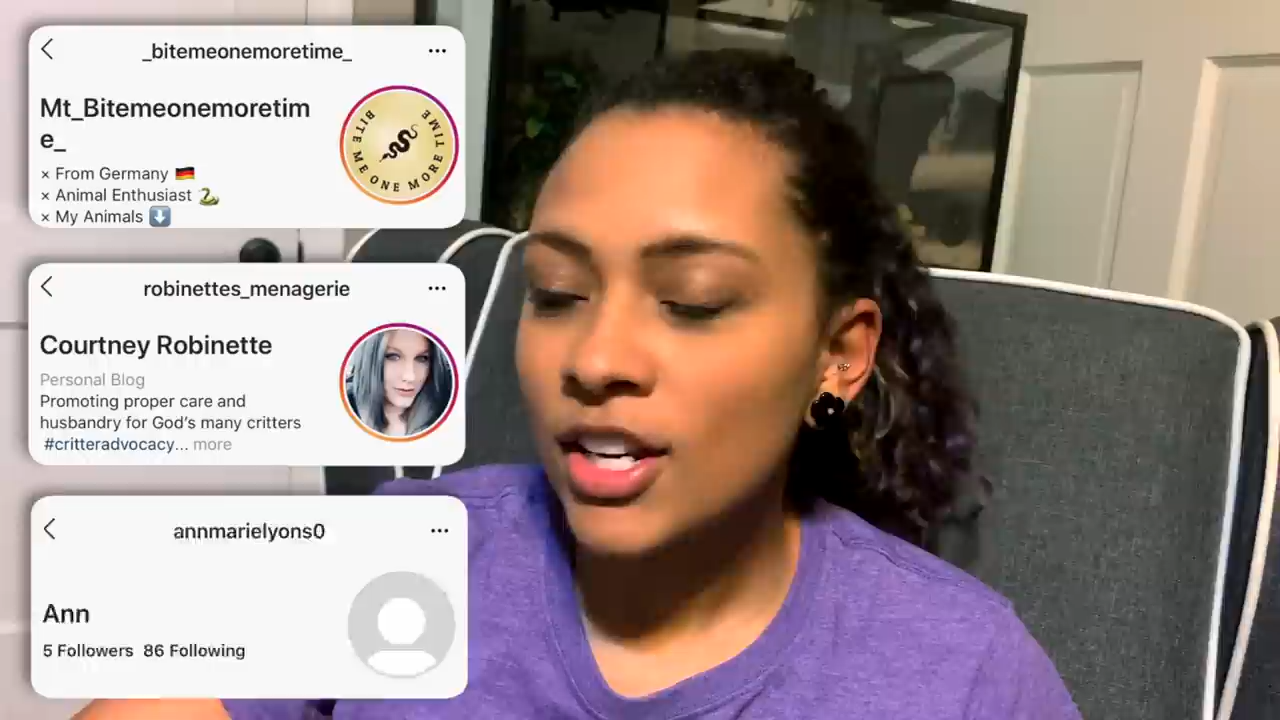 _bitemeonemoretime_
Mt_Bitemeonemoretim
e_
× From Germany 🇩🇪
× Animal Enthusiast 🐍
× My Animals ⬇️
BITE ME ONE MORE TIME
robinettes_menagerie
Courtney Robinette
Personal Blog
Promoting proper care and
husbandry for God's many critters
#critteradvocacy... more
annmarielyons0
Ann
5 Followers 86 Following